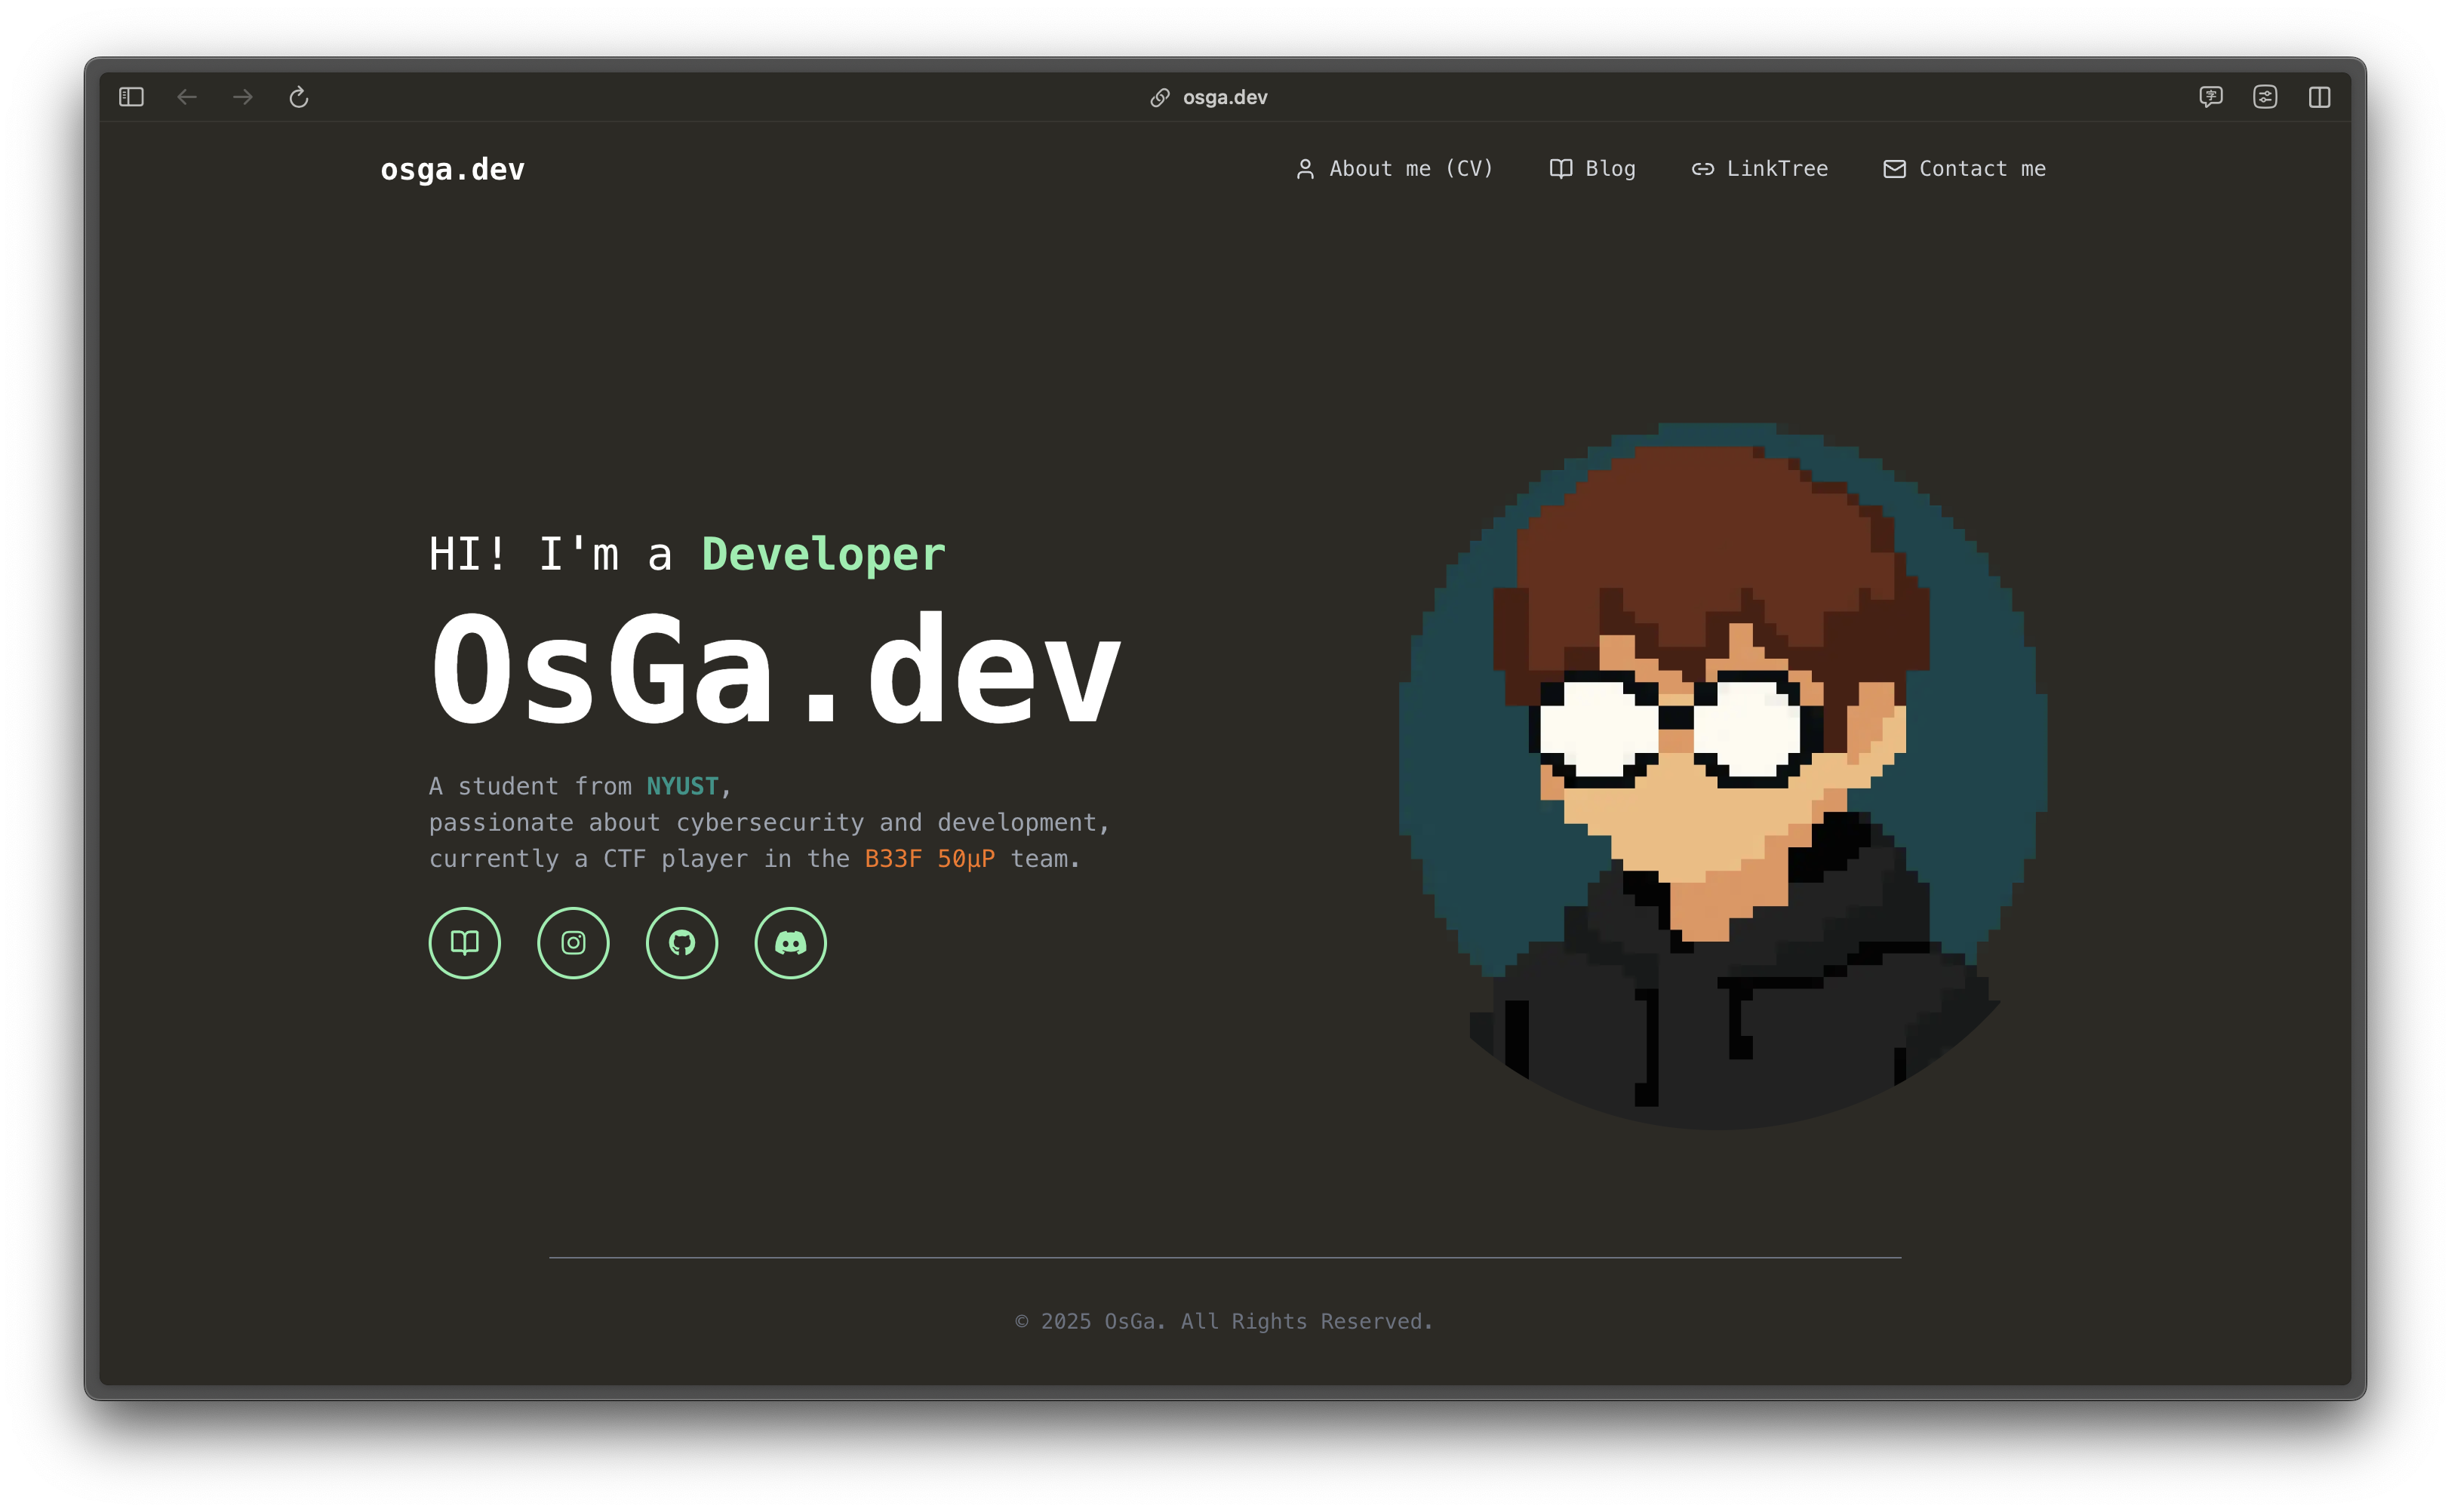 osga.dev
osga.dev
About me (CV)
Blog
LinkTree
Contact me
HI! I'm a Developer
OsGa.dev
A student from NYUST,
passionate about cybersecurity and development,
currently a CTF player in the B33F 50μP team.
© 2025 OsGa. All Rights Reserved.